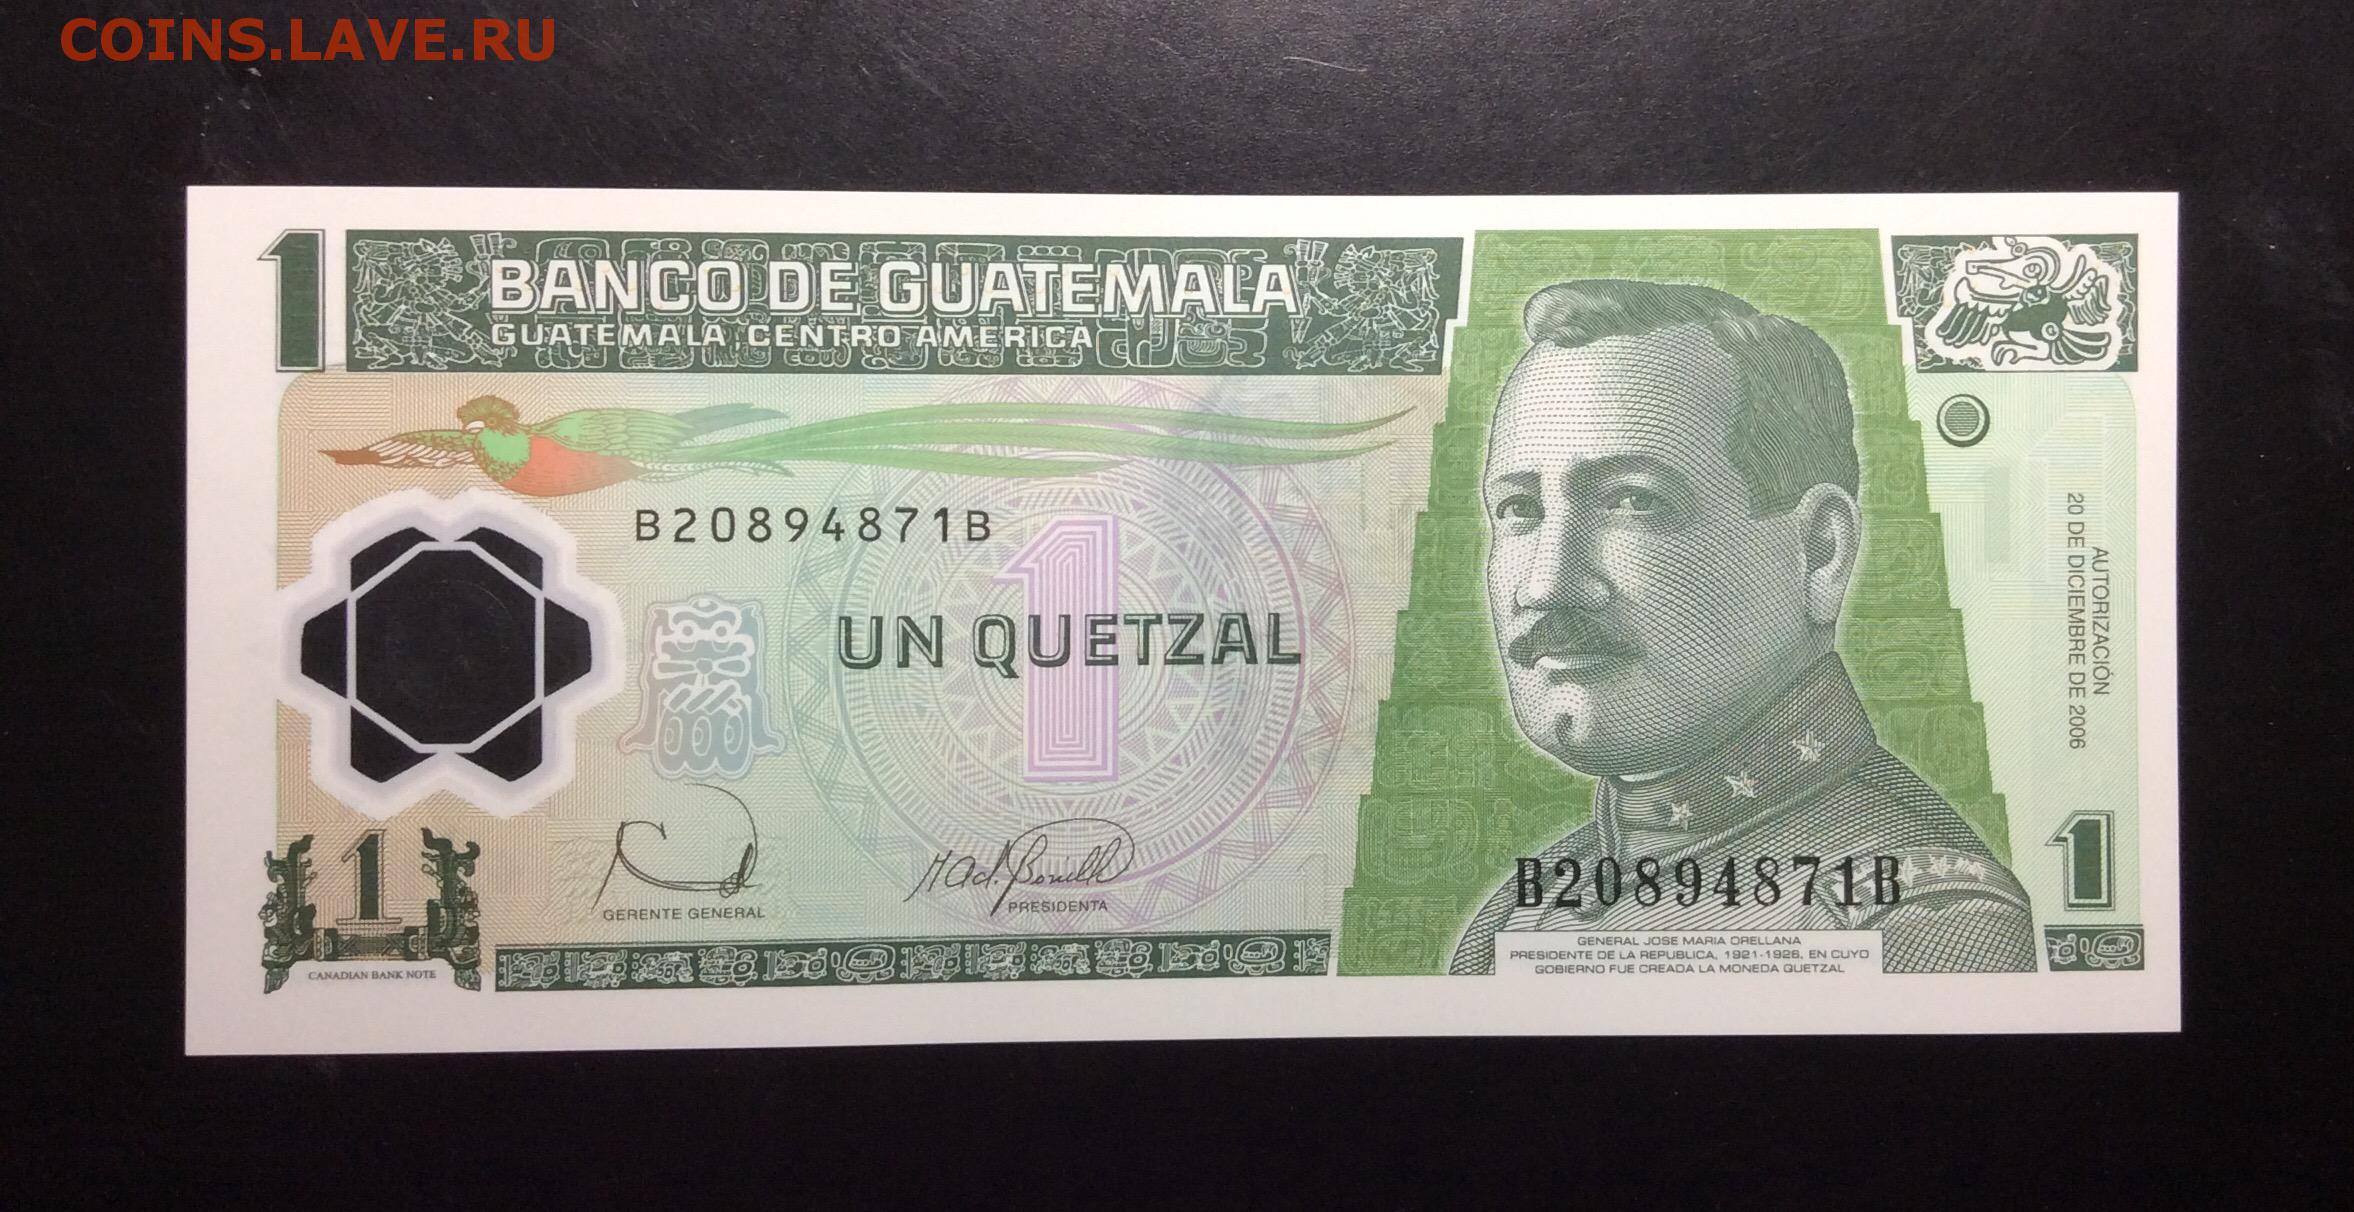 COINS.LAVE.RU
1
BANCO DE GUATEMALA
GUATEMALA, CENTRO AMERICA
B20894871B
1
UN QUETZAL
AUTORIZACIÓN
20 DE DICIEMBRE DE 2006
1
1
GERENTE GENERAL
PRESIDENTA
B20894871B
1
CANADIAN BANK NOTE
GENERAL JOSE MARIA ORELLANA
PRESIDENTE DE LA REPUBLICA, 1921-1926, EN CUYO
GOBIERNO FUE CREADA LA MONEDA QUETZAL